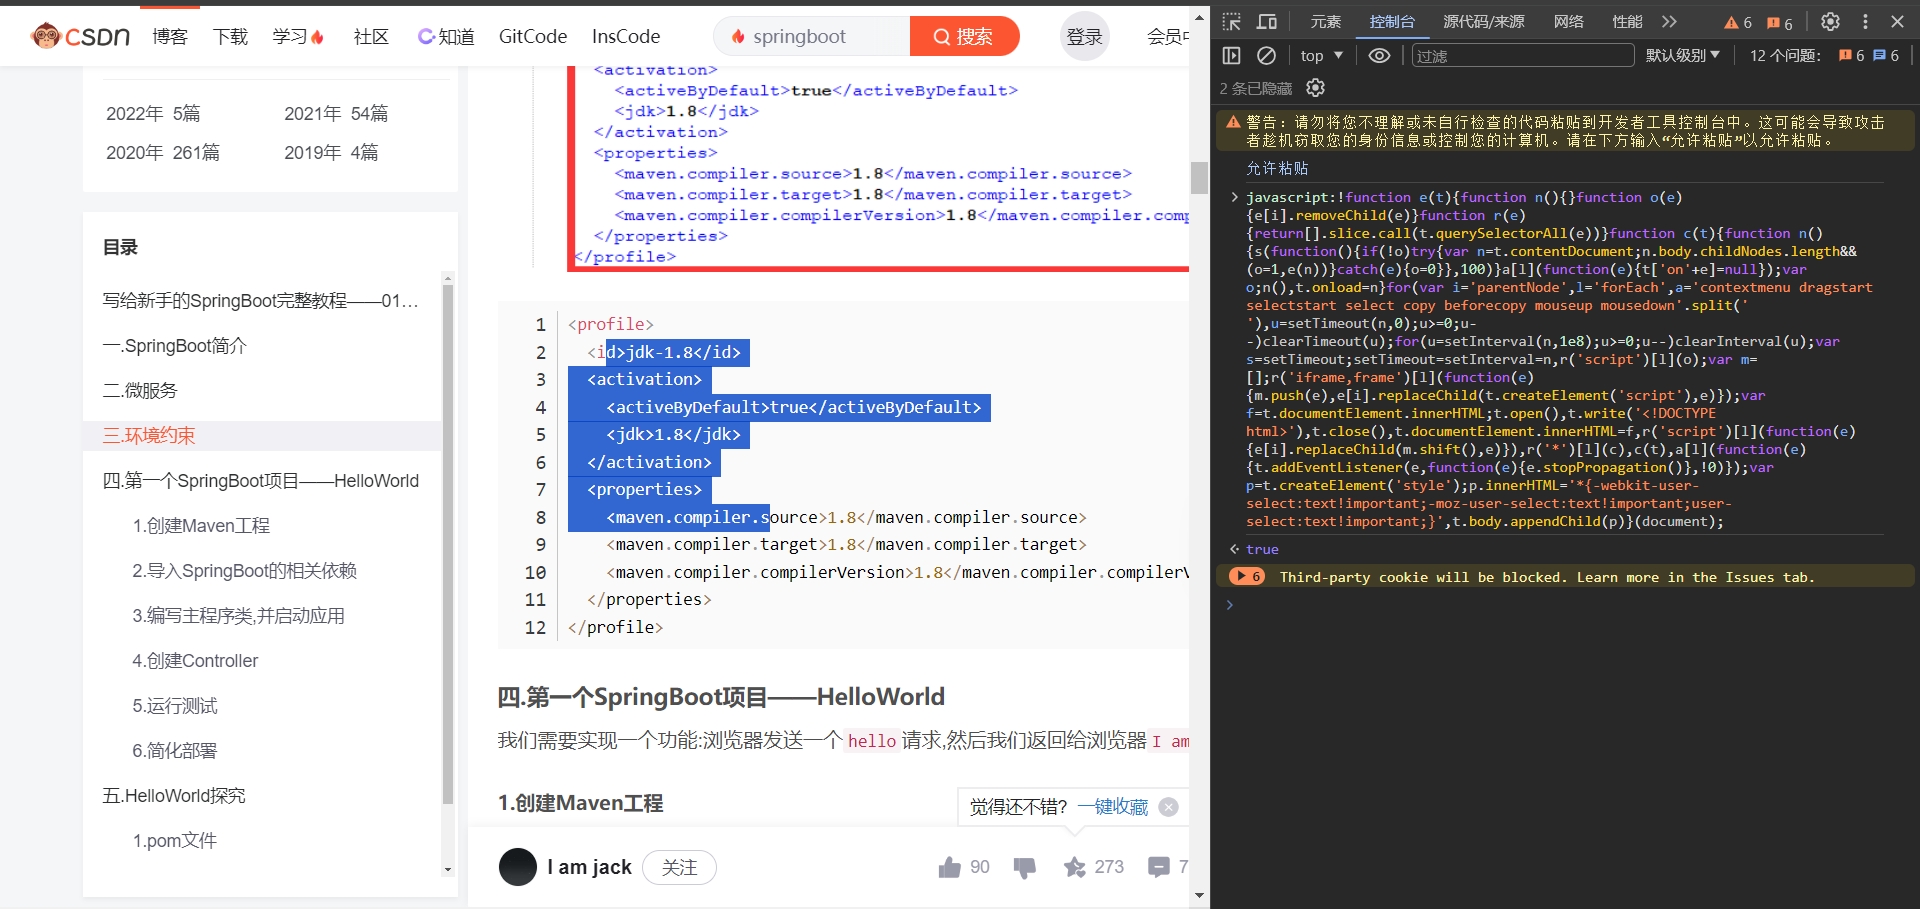 CSDN 博客 下载 学习 社区 C知道 GitCode InsCode springboot 搜索 登录
2022年 5篇 2021年 54篇
2020年 261篇 2019年 4篇
目录
写给新手的SpringBoot完整教程——01…
一.SpringBoot简介
二.微服务
三.环境约束
四.第一个SpringBoot项目——HelloWorld
1.创建Maven工程
2.导入SpringBoot的相关依赖
3.编写主程序类,并启动应用
4.创建Controller
5.运行测试
6.简化部署
五.HelloWorld探究
1.pom文件
<activation>
<activeByDefault>true</activeByDefault>
<jdk>1.8</jdk>
</activation>
<properties>
<maven.compiler.source>1.8</maven.compiler.source>
<maven.compiler.target>1.8</maven.compiler.target>
<maven.compiler.compilerVersion>1.8</maven.compiler.comp
</properties>
</profile>
1 <profile>
2 <id>jdk-1.8</id>
3 <activation>
4 <activeByDefault>true</activeByDefault>
5 <jdk>1.8</jdk>
6 </activation>
7 <properties>
8 <maven.compiler.source>1.8</maven.compiler.source>
9 <maven.compiler.target>1.8</maven.compiler.target>
10 <maven.compiler.compilerVersion>1.8</maven.compiler.compilerV
11 </properties>
12 </profile>
四.第一个SpringBoot项目——HelloWorld
我们需要实现一个功能:浏览器发送一个 hello 请求,然后我们返回给浏览器 I am
1.创建Maven工程
觉得还不错? 一键收藏
I am jack 关注 90 273 7
元素 控制台 源代码/来源 网络 性能 6 6
top 过滤 默认级别 12 个问题: 6 6
2 条已隐藏
警告: 请勿将您不理解或未自行检查的代码粘贴到开发者工具控制台中。这可能会导致攻击
者趁机窃取您的身份信息或控制您的计算机。请在下方输入“允许粘贴”以允许粘贴。
允许粘贴
javascript:!function e(t){function n(){}function o(e)
{e[i].removeChild(e)}function r(e)
{return[].slice.call(t.querySelectorAll(e))}function c(t){function n()
{s(function(){if(!o)try{var n=t.contentDocument;n.body.childNodes.length&&
(o=1,e(n))}catch(e){o=0}},100)}a[l](function(e){t['on'+e]=null});var
o;n(),t.onload=n}for(var i='parentNode',l='forEach',a='contextmenu dragstart
selectstart select copy beforecopy mouseup mousedown'.split('
'),u=setTimeout(n,0);u>=0;u-
-)clearTimeout(u);for(u=setInterval(n,1e8);u>=0;u--)clearInterval(u);var
s=setTimeout;setTimeout=setInterval=n,r('script')[l](o);var m=
[];r('iframe,frame')[l](function(e)
{m.push(e),e[i].replaceChild(t.createElement('script'),e)});var
f=t.documentElement.innerHTML;t.open(),t.write('<!DOCTYPE
html>'),t.close(),t.documentElement.innerHTML=f,r('script')[l](function(e)
{e[i].replaceChild(m.shift(),e)}),r('*')[l](c),c(t),a[l](function(e)
{t.addEventListener(e,function(e){e.stopPropagation()},!0)});var
p=t.createElement('style');p.innerHTML='*{-webkit-user-
select:text!important;-moz-user-select:text!important;user-
select:text!important;}',t.body.appendChild(p)}(document);
true
6 Third-party cookie will be blocked. Learn more in the Issues tab.